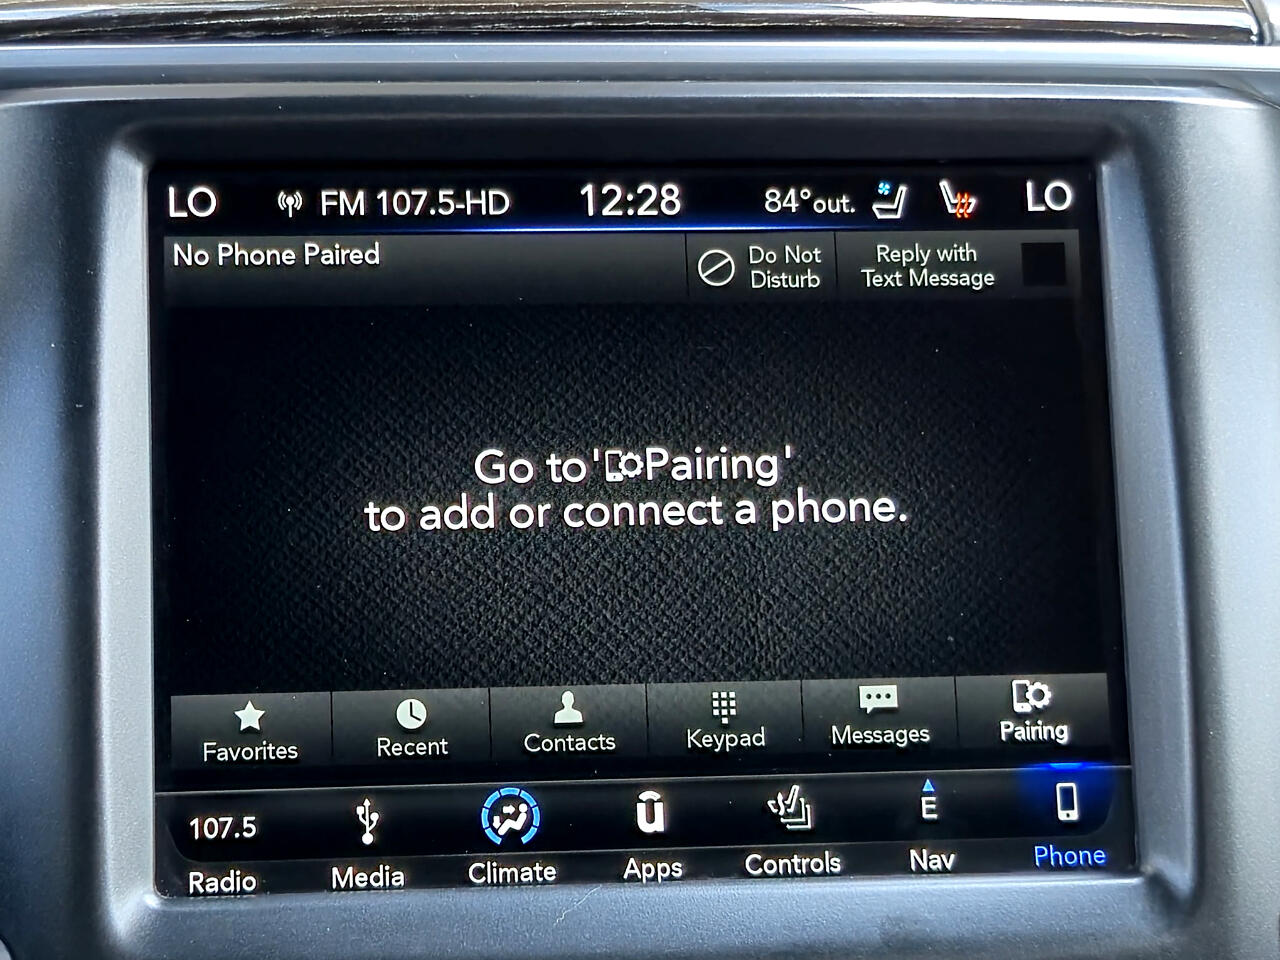 LO FM 107.5-HD 12:28 84°out. LO
No Phone Paired
Do Not
Disturb
Reply with
Text Message
Go to 'Pairing'
to add or connect a phone.
Favorites Recent Contacts Keypad Messages Pairing
107.5 E
Radio Media Climate Apps Controls Nav Phone